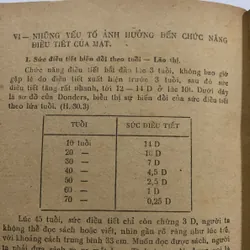 VI — NHỮNG YẾU TỐ ẢNH HƯỞNG ĐẾN CHỨC NĂNG
ĐIỀU TIẾT CỦA MẮT.
1. Sức điều tiết biến đổi theo tuổi — Lão thị.
Chức năng điều tiết bắt đầu lúc 3 tuổi, không bao giờ
gặp lé do điều tiết xuất hiện trước 3 tuổi, sau đó chức
điều tiết tăng rất nhanh, tới 12 — 14 D ở lúc 10t. Dưới đây
là sơ đồ của Donders, biểu thị sự biến đổi của sức điều tiết
theo lứa tuổi. (H.30,3)
TUỔI SỨC ĐIỀU TIẾT
10 tuổi 14 D
20 — 10 D
30 — 7 D
40 — 4,5 D
50 — 2,5 D
60 — 1 D
70 — 0,25 D
Lúc 45 tuổi, sức điều tiết chỉ còn chừng 3 D, người ta
không thể đọc sách hoặc viết, nhìn gần rõ ràng như lúc trẻ,
với khoảng cách trung bình 33 cm. Muốn đọc được sách, người